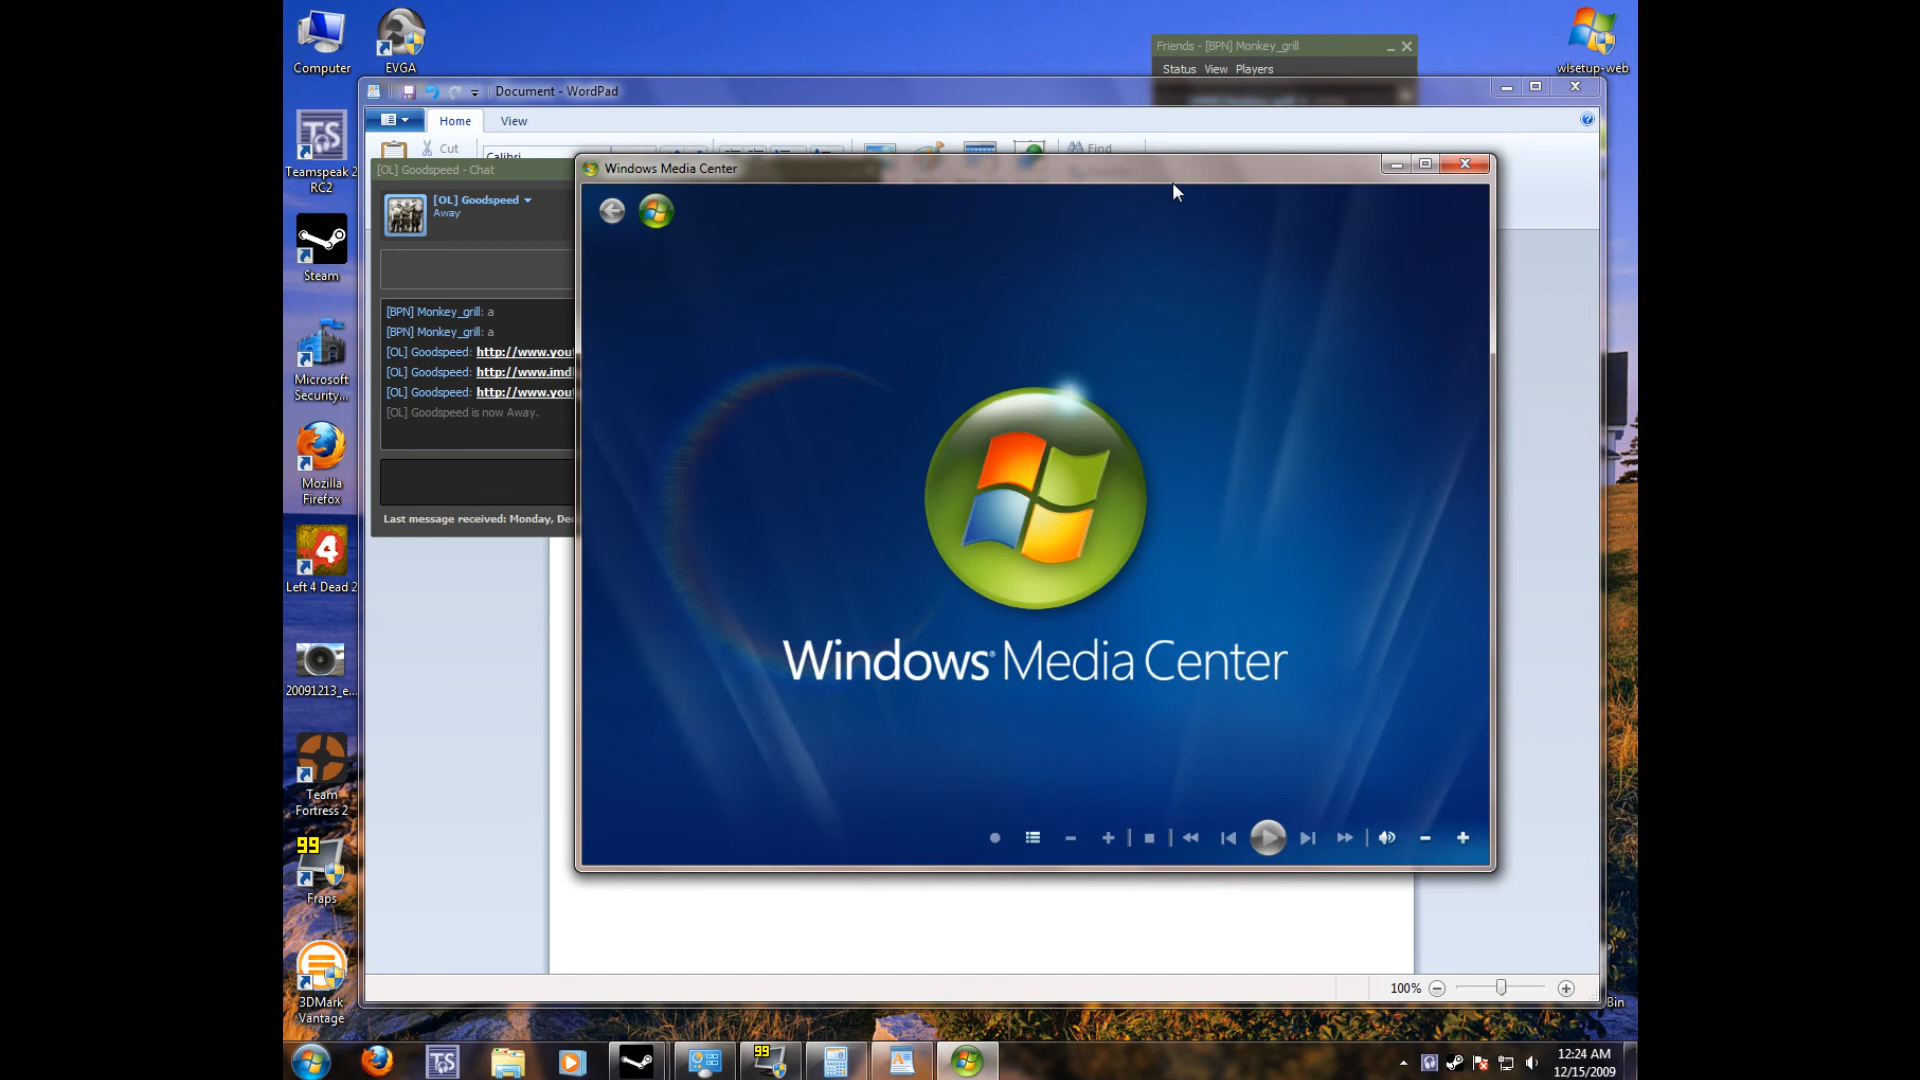 Computer
EVGA
Teamspeak 2
RC2
Steam
Microsoft
Security...
Mozilla
Firefox
Left 4 Dead 2
20091213_e...
Team
Fortress 2
99
Fraps
3DMark
Vantage
wlsetup-web
Bin
Friends - [BPN] Monkey_grill
Status View Players
Document - WordPad
Home View
Cut
Calibri
Find
[OL] Goodspeed - Chat
[OL] Goodspeed
Away
[BPN] Monkey_grill: a
[BPN] Monkey_grill: a
[OL] Goodspeed: http://www.you
[OL] Goodspeed: http://www.imd
[OL] Goodspeed: http://www.you
[OL] Goodspeed is now Away.
Last message received: Monday, Dec
Windows Media Center
Windows® Media Center
100%
99
12:24 AM
12/15/2009